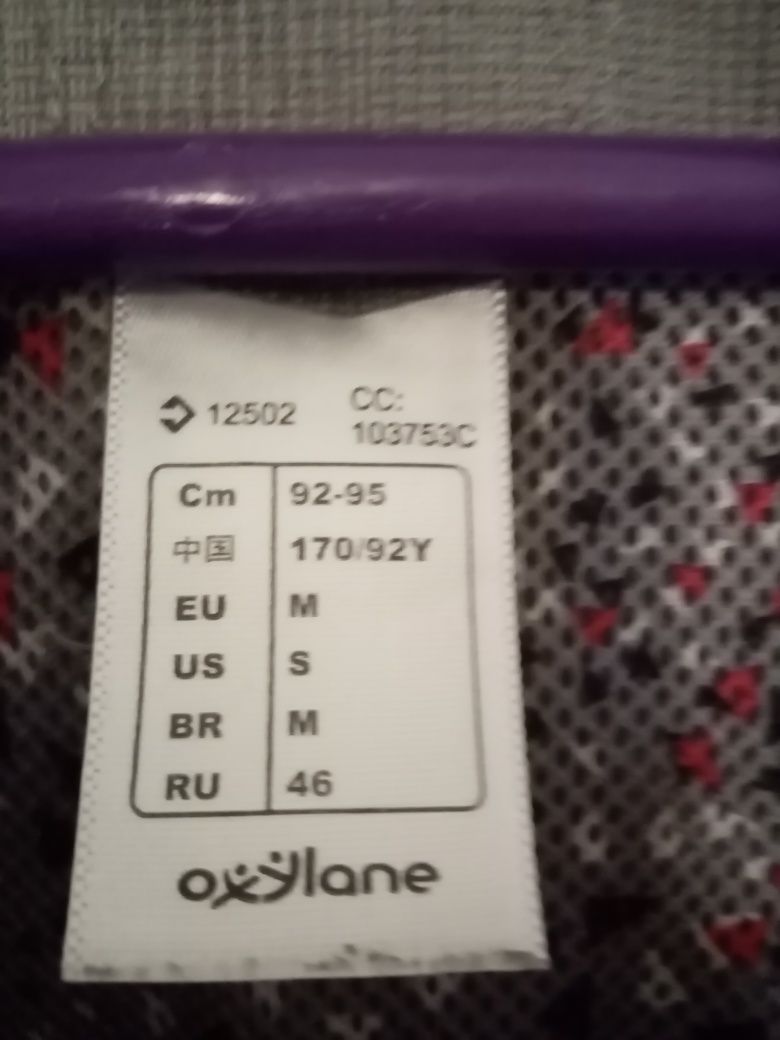 12502 CC:
103753C
Cm 92-95
中国 170/92Y
EU M
US S
BR M
RU 46
oxylane